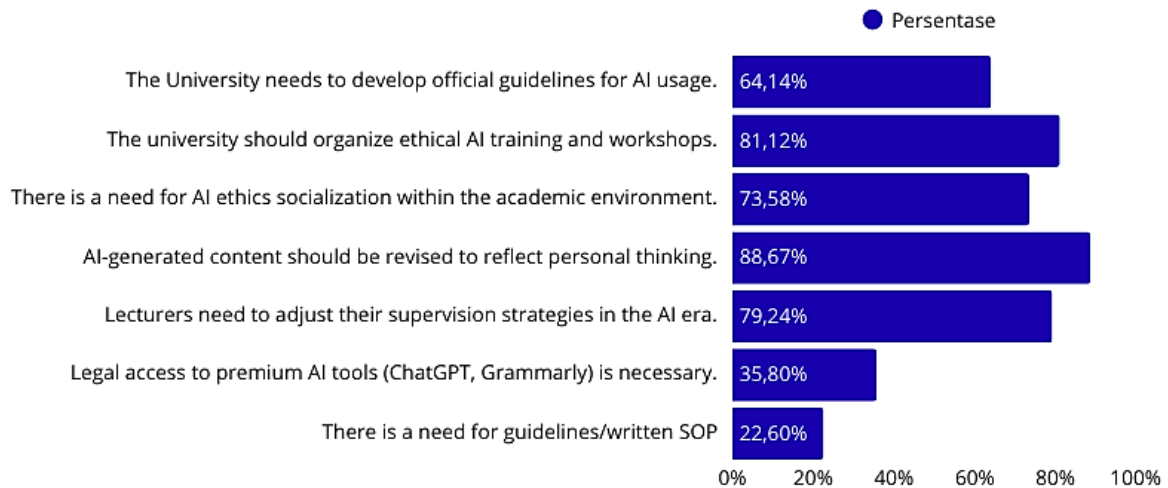 Persentase
The University needs to develop official guidelines for AI usage. 64,14%
The university should organize ethical AI training and workshops. 81,12%
There is a need for AI ethics socialization within the academic environment. 73,58%
AI-generated content should be revised to reflect personal thinking. 88,67%
Lecturers need to adjust their supervision strategies in the AI era. 79,24%
Legal access to premium AI tools (ChatGPT, Grammarly) is necessary. 35,80%
There is a need for guidelines/written SOP 22,60%
0% 20% 40% 60% 80% 100%